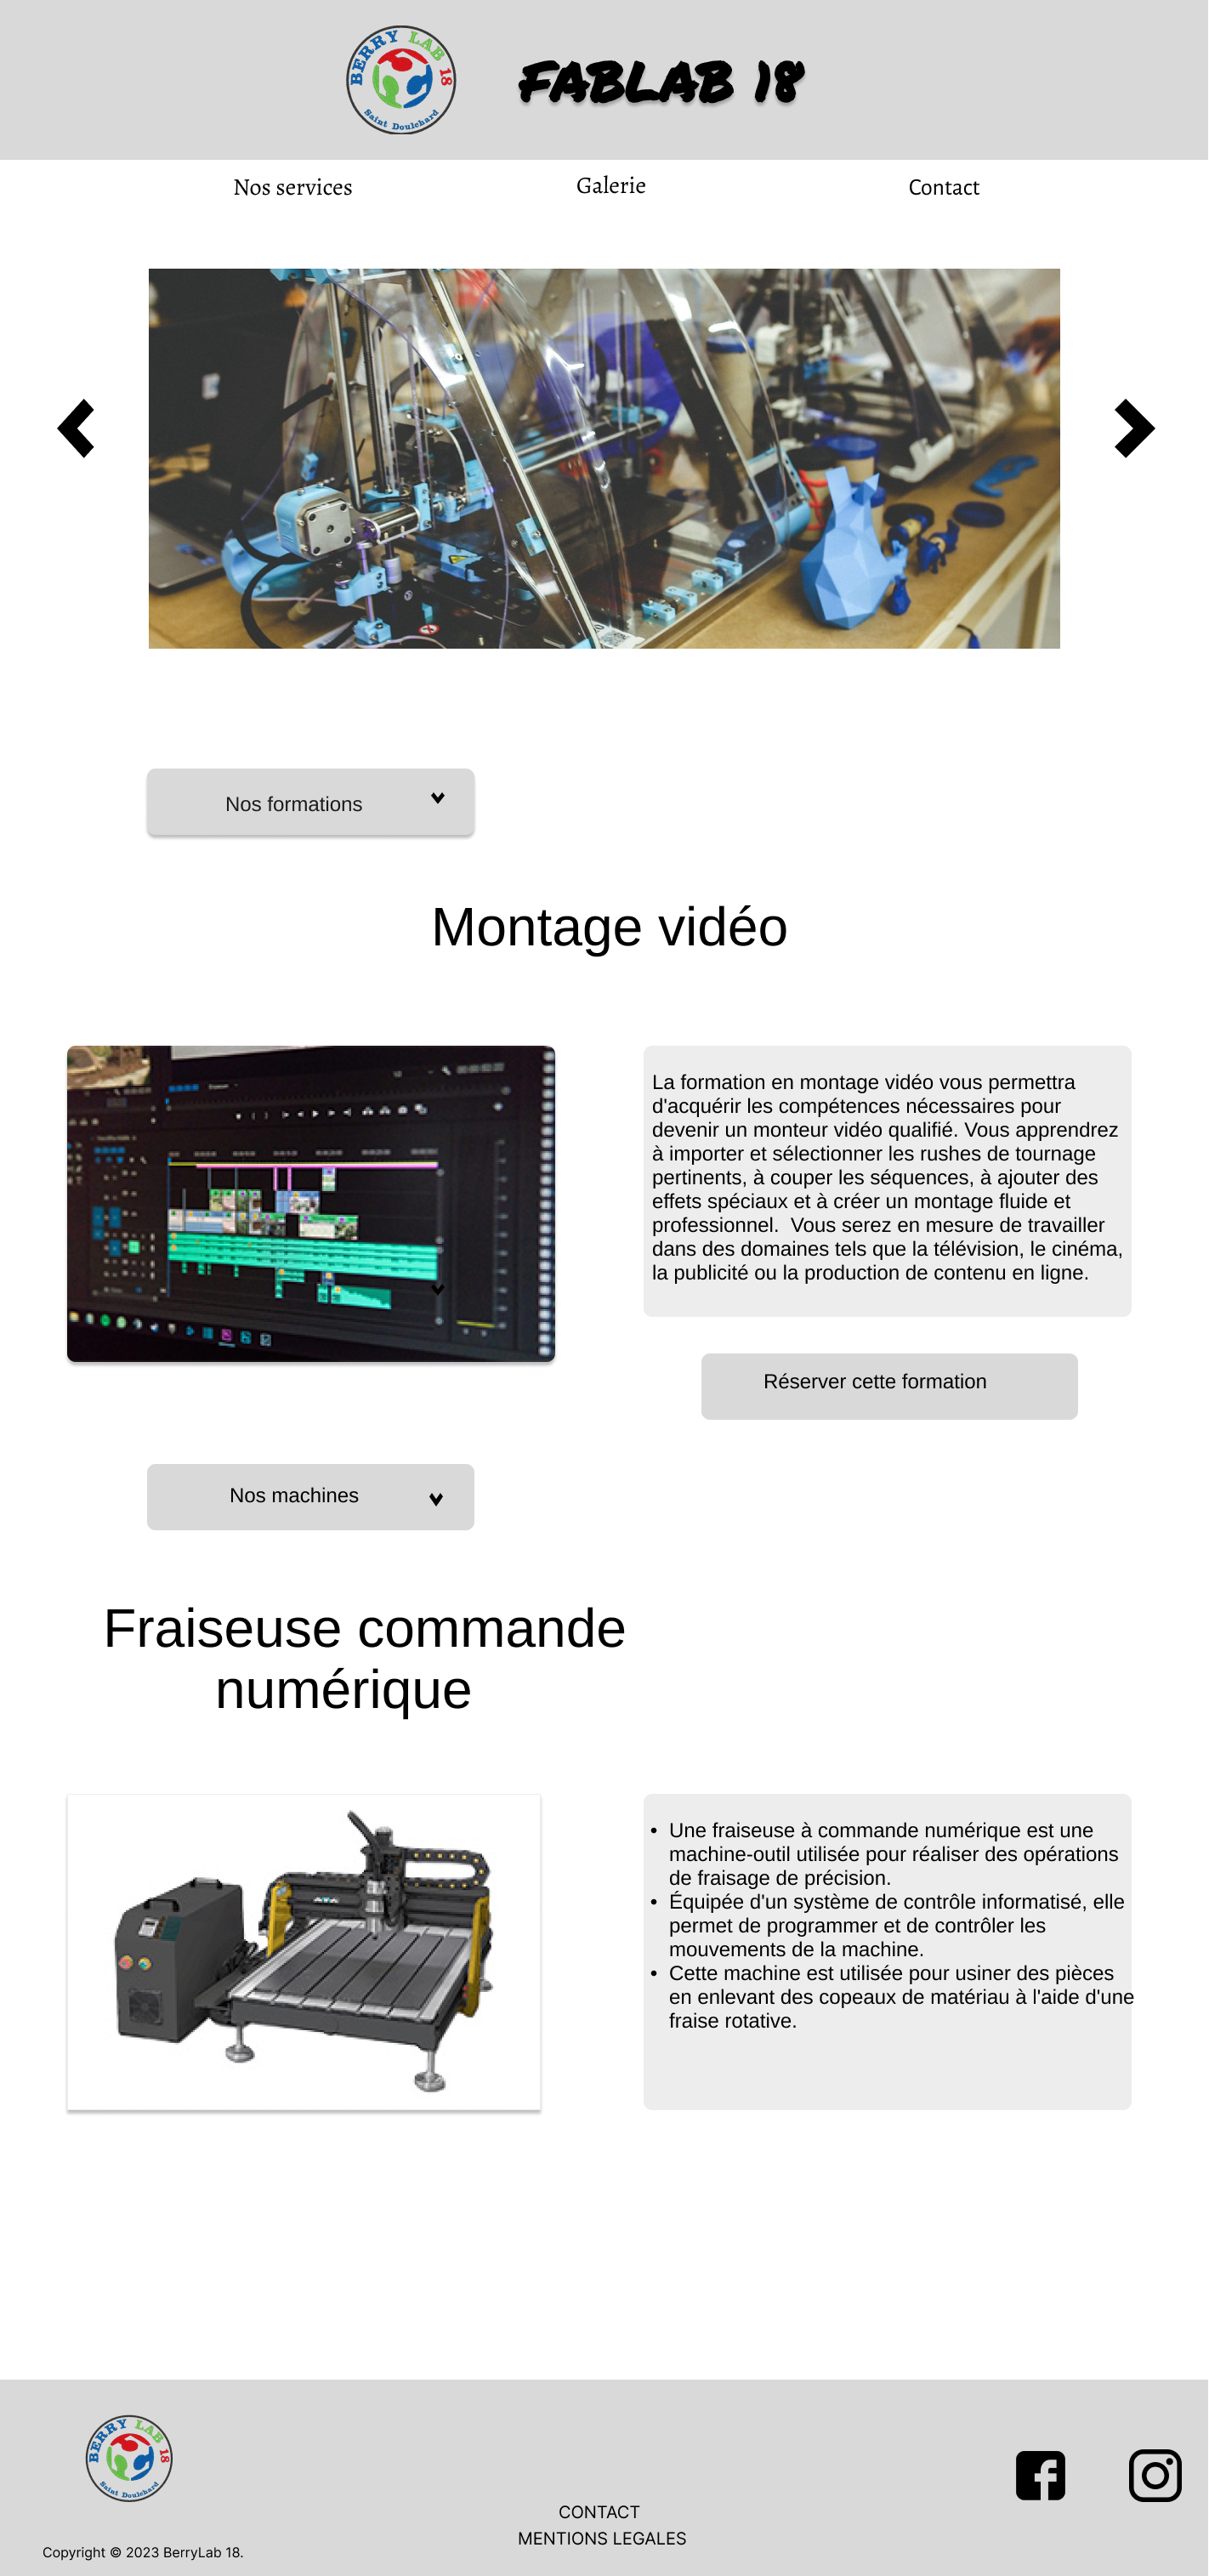 BERRY LAB 18
Saint Doulchard
FABLAB 18
Nos services
Galerie
Contact
Nos formations
Montage vidéo
La formation en montage vidéo vous permettra
d'acquérir les compétences nécessaires pour
devenir un monteur vidéo qualifié. Vous apprendrez
à importer et sélectionner les rushes de tournage
pertinents, à couper les séquences, à ajouter des
effets spéciaux et à créer un montage fluide et
professionnel.  Vous serez en mesure de travailler
dans des domaines tels que la télévision, le cinéma,
la publicité ou la production de contenu en ligne.
Réserver cette formation
Nos machines
Fraiseuse commande
numérique
• Une fraiseuse à commande numérique est une
machine-outil utilisée pour réaliser des opérations
de fraisage de précision.
• Équipée d'un système de contrôle informatisé, elle
permet de programmer et de contrôler les
mouvements de la machine.
• Cette machine est utilisée pour usiner des pièces
en enlevant des copeaux de matériau à l'aide d'une
fraise rotative.
BERRY LAB 18
Saint Doulchard
CONTACT
MENTIONS LEGALES
Copyright © 2023 BerryLab 18.